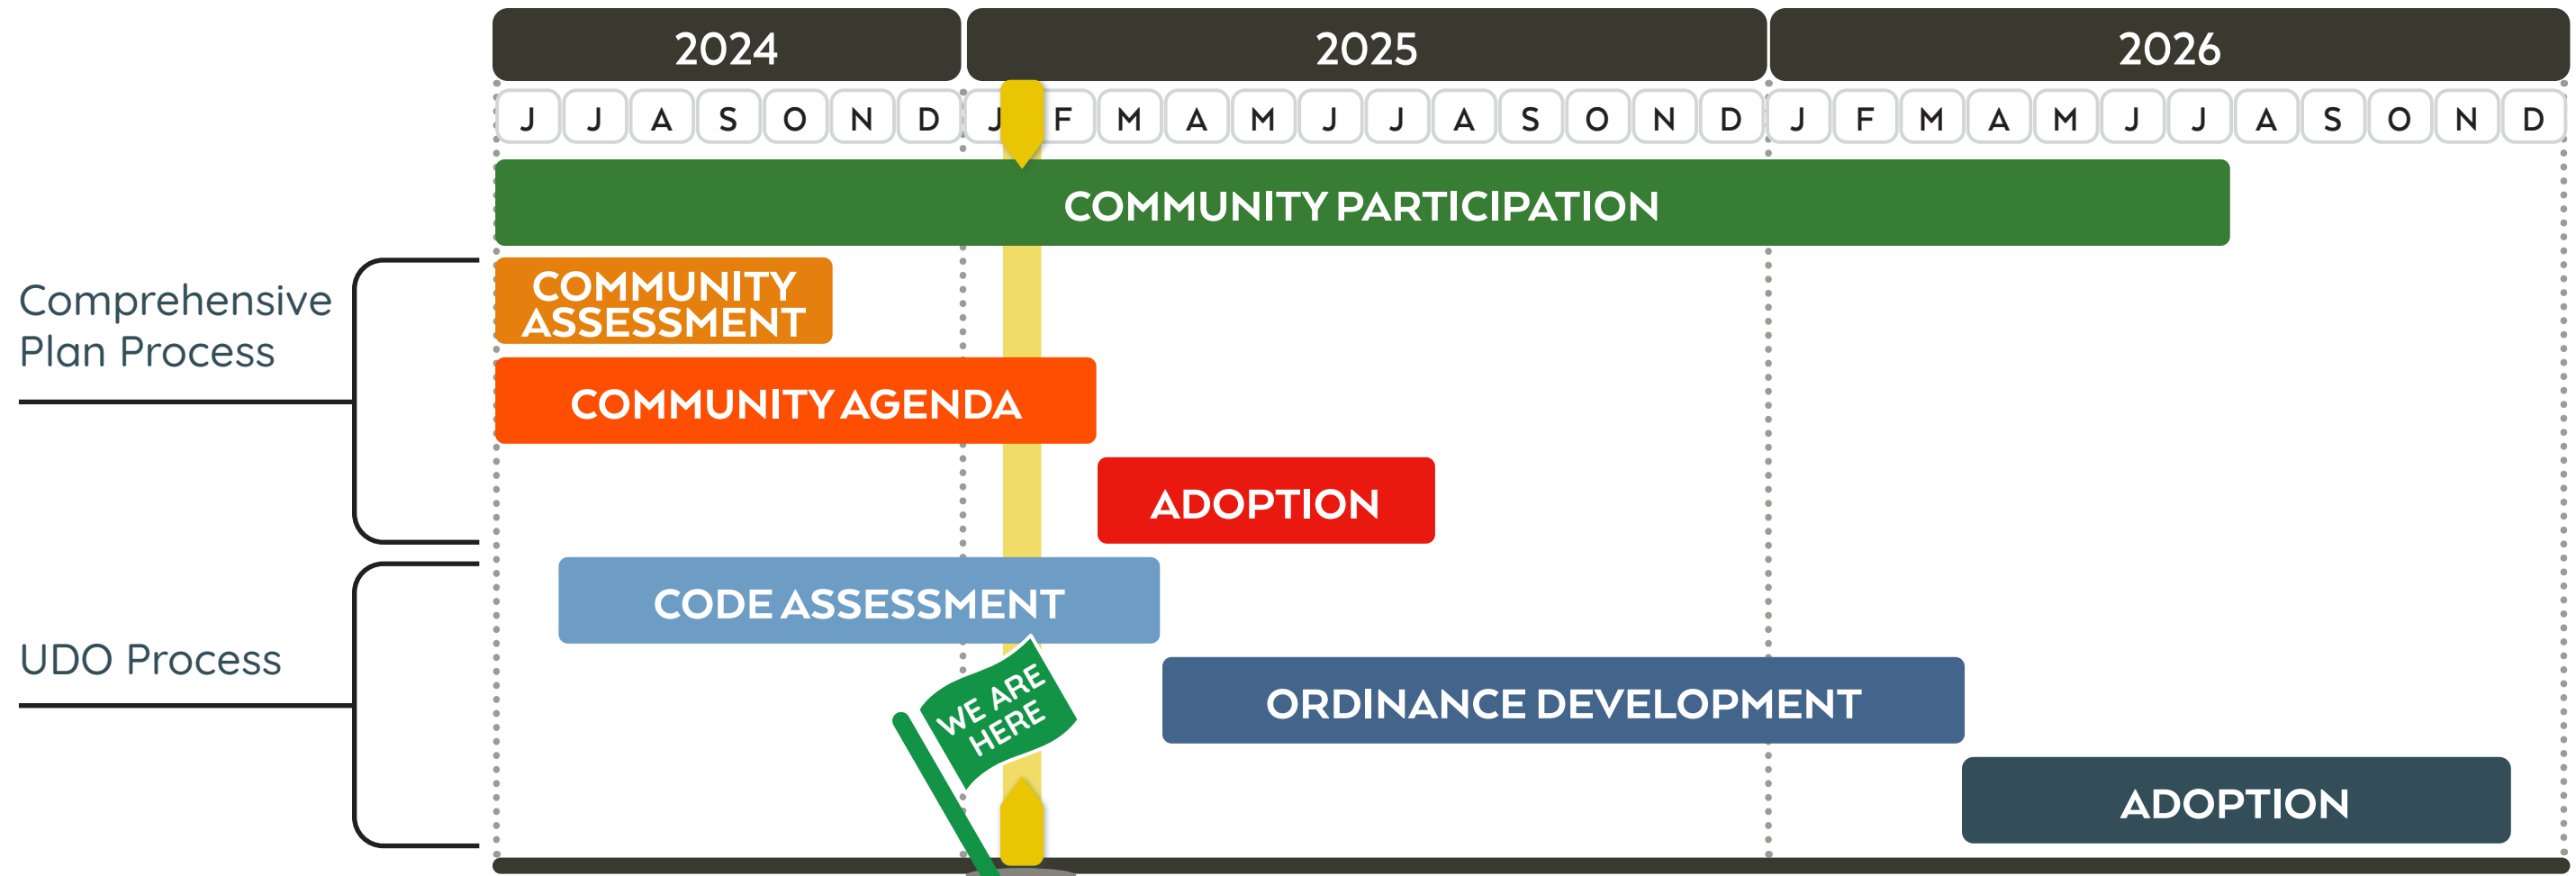 2024 2025 2026
J J A S O N D J F M A M J J A S O N D J F M A M J J A S O N D
COMMUNITY PARTICIPATION
Comprehensive
Plan Process
COMMUNITY
ASSESSMENT
COMMUNITY AGENDA
ADOPTION
UDO Process
CODE ASSESSMENT
WE ARE
HERE
ORDINANCE DEVELOPMENT
ADOPTION